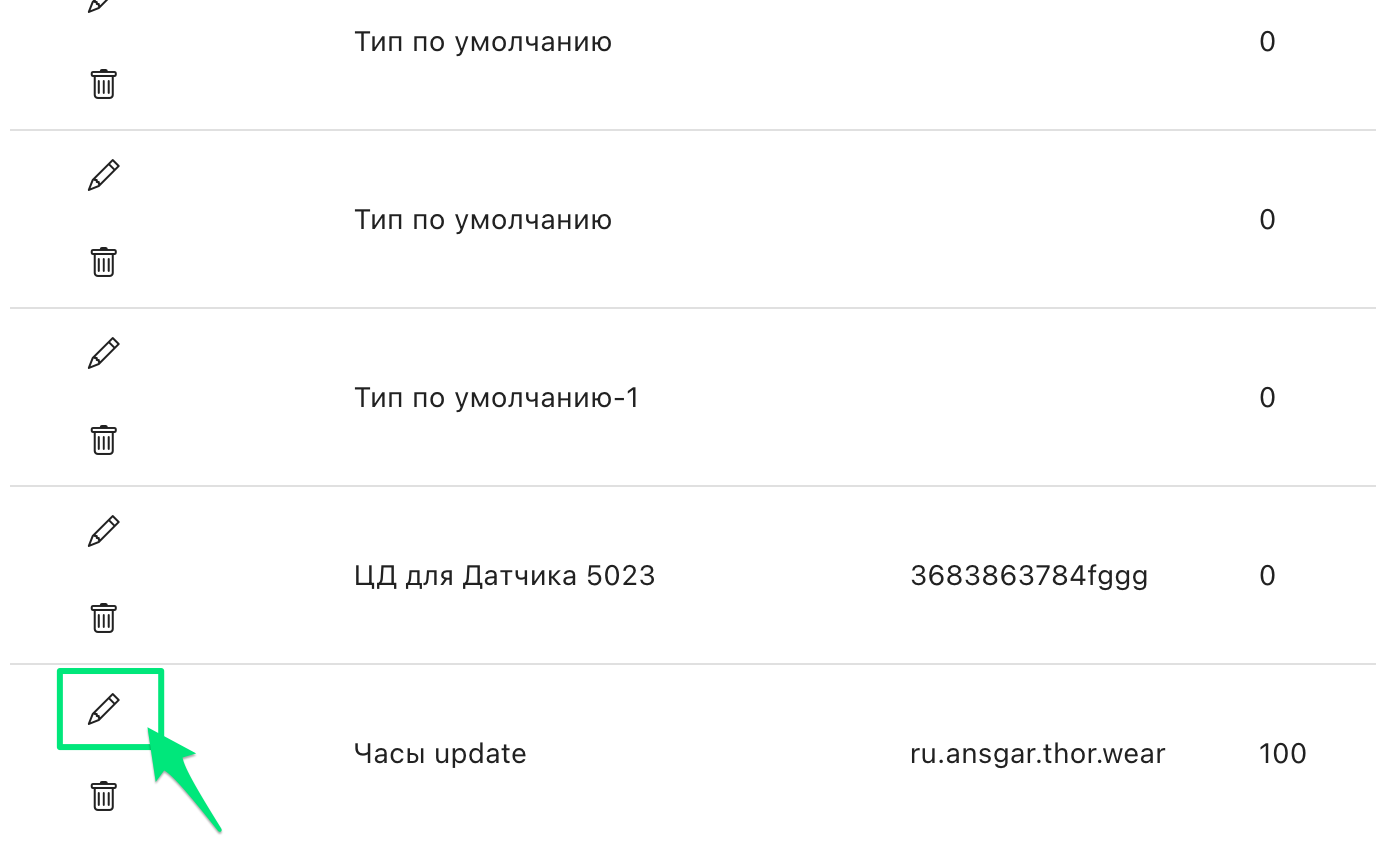 Тип по умолчанию 0
Тип по умолчанию 0
Тип по умолчанию-1 0
ЦД для Датчика 5023 3683863784fggg 0
Часы update ru.ansgar.thor.wear 100